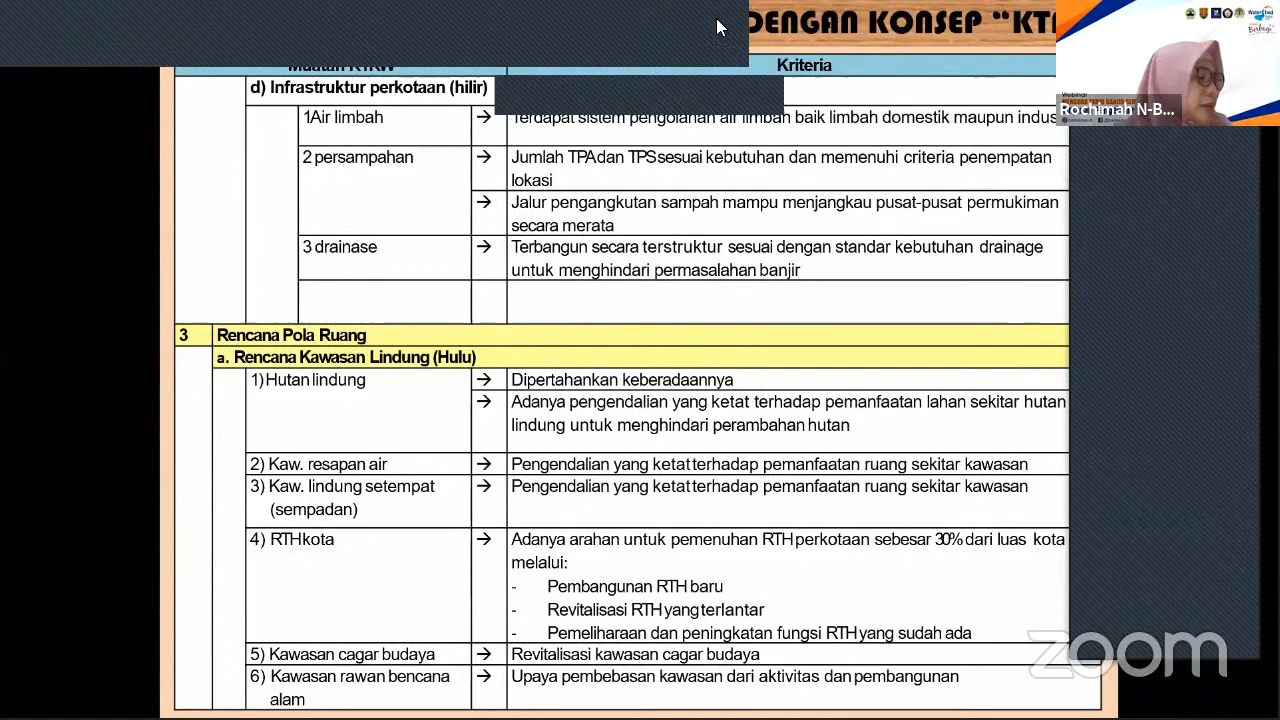 DENGAN KONSEP “KT
Muatan RTRW
Kriteria
d) Infrastruktur perkotaan (hilir)
1Air limbah → Terdapat sistem pengolahan air limbah baik limbah domestik maupun indus
2 persampahan → Jumlah TPA dan TPS sesuai kebutuhan dan memenuhi criteria penempatan
lokasi
→ Jalur pengangkutan sampah mampu menjangkau pusat-pusat permukiman
secara merata
3 drainase → Terbangun secara terstruktur sesuai dengan standar kebutuhan drainage
untuk menghindari permasalahan banjir
3 Rencana Pola Ruang
a. Rencana Kawasan Lindung (Hulu)
1) Hutan lindung → Dipertahankan keberadaannya
→ Adanya pengendalian yang ketat terhadap pemanfaatan lahan sekitar hutan
lindung untuk menghindari perambahan hutan
2) Kaw. resapan air → Pengendalian yang ketat terhadap pemanfaatan ruang sekitar kawasan
3) Kaw. lindung setempat → Pengendalian yang ketat terhadap pemanfaatan ruang sekitar kawasan
(sempadan)
4) RTH kota → Adanya arahan untuk pemenuhan RTH perkotaan sebesar 30% dari luas kota
melalui:
- Pembangunan RTH baru
- Revitalisasi RTH yang terlantar
- Pemeliharaan dan peningkatan fungsi RTH yang sudah ada
5) Kawasan cagar budaya → Revitalisasi kawasan cagar budaya
6) Kawasan rawan bencana → Upaya pembebasan kawasan dari aktivitas dan pembangunan
alam
Webinar
Rochimah N-B...
zoom